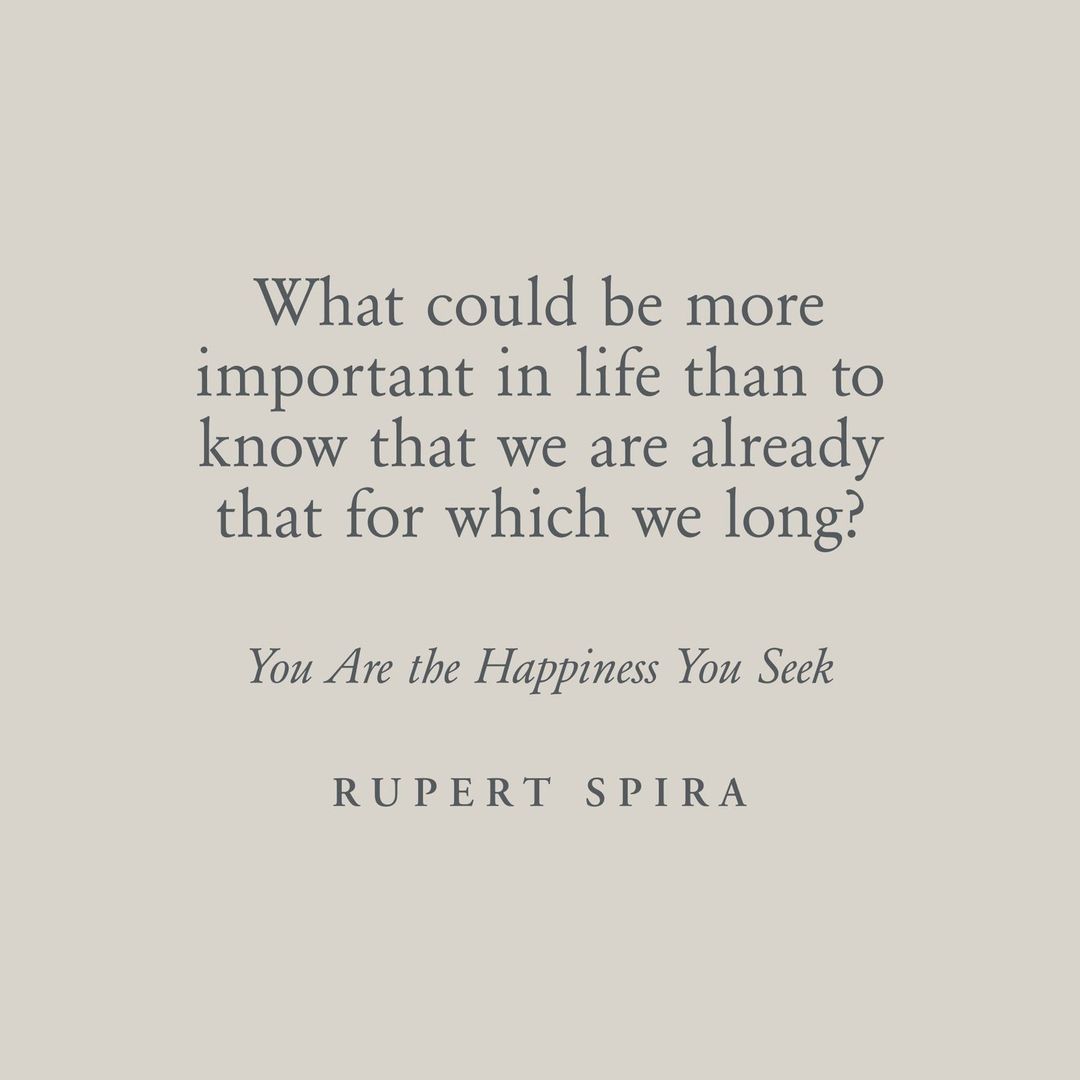 What could be more
important in life than to
know that we are already
that for which we long?
You Are the Happiness You Seek
RUPERT SPIRA